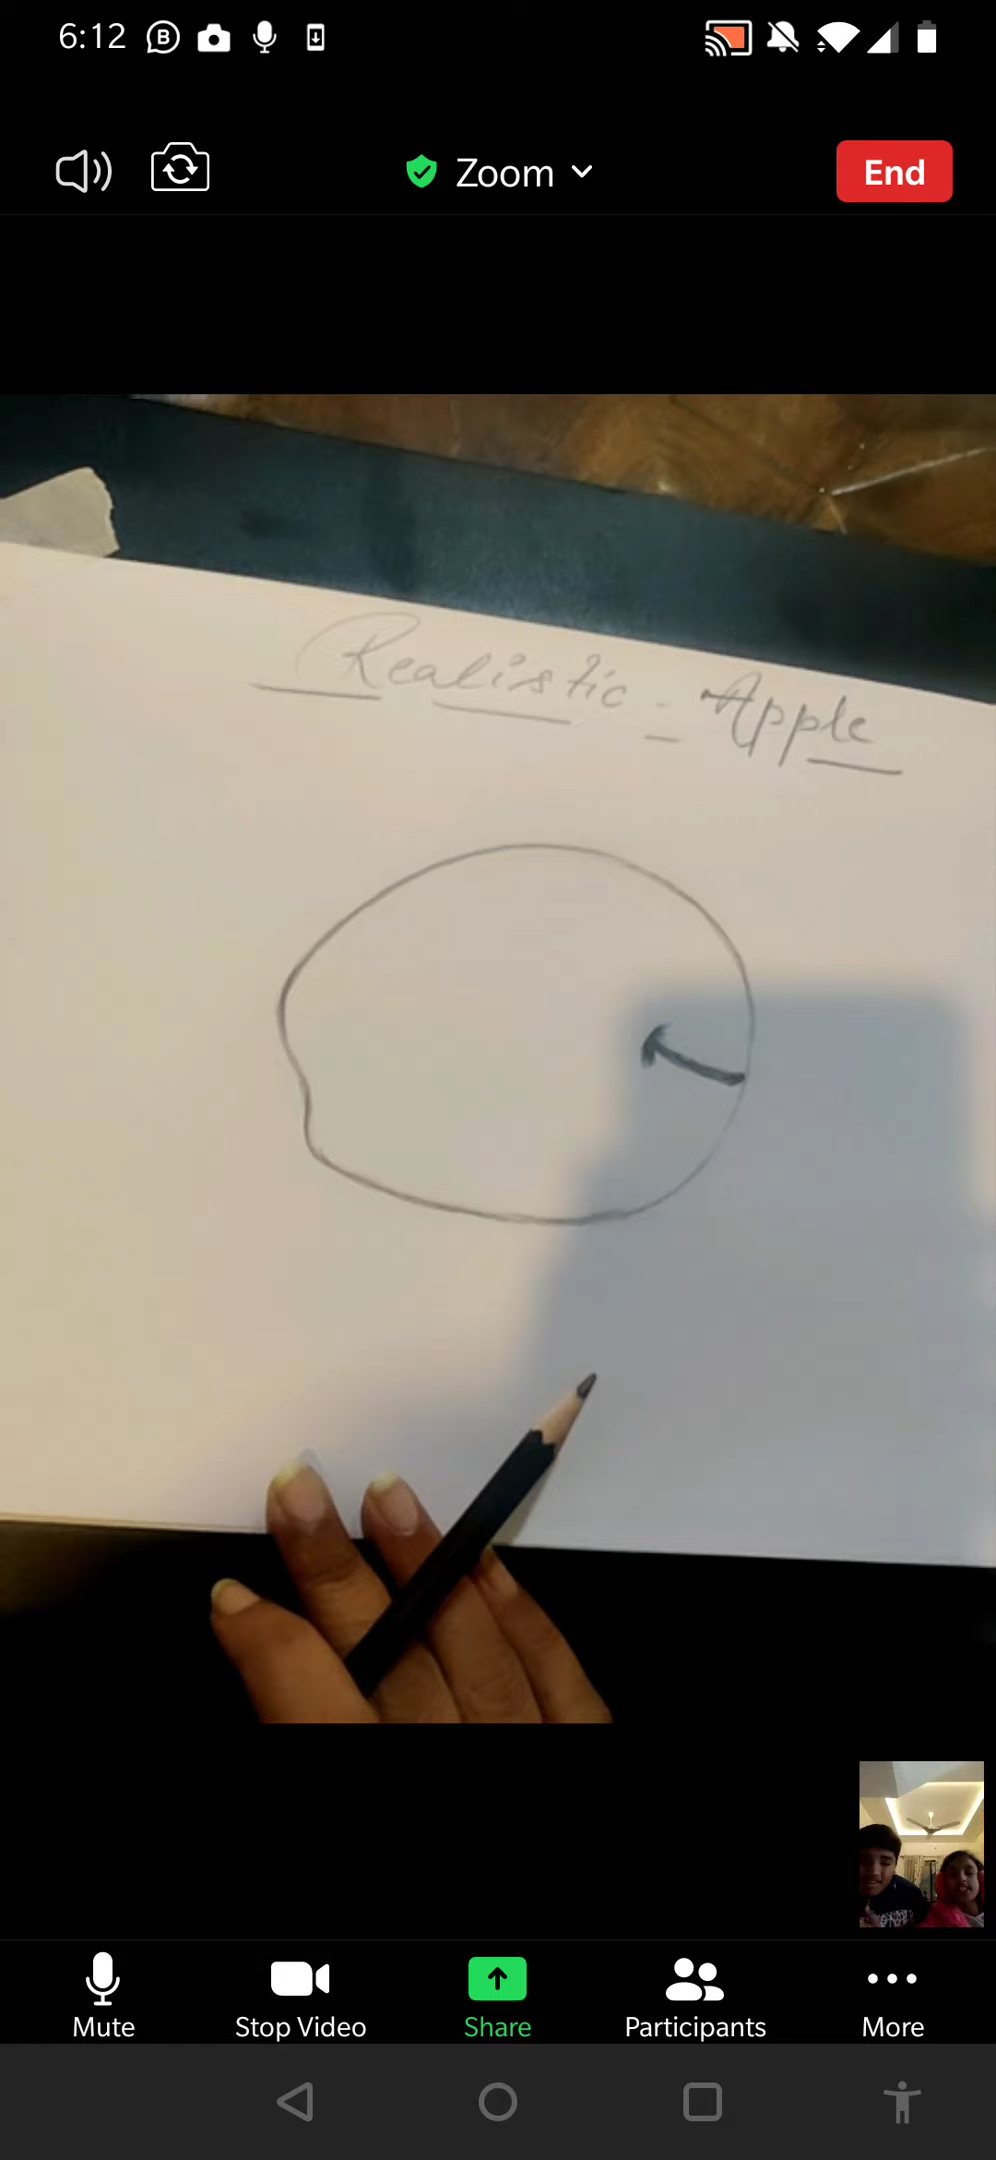 6:12
Zoom
End
Realistic - Apple
Mute
Stop Video
Share
Participants
More